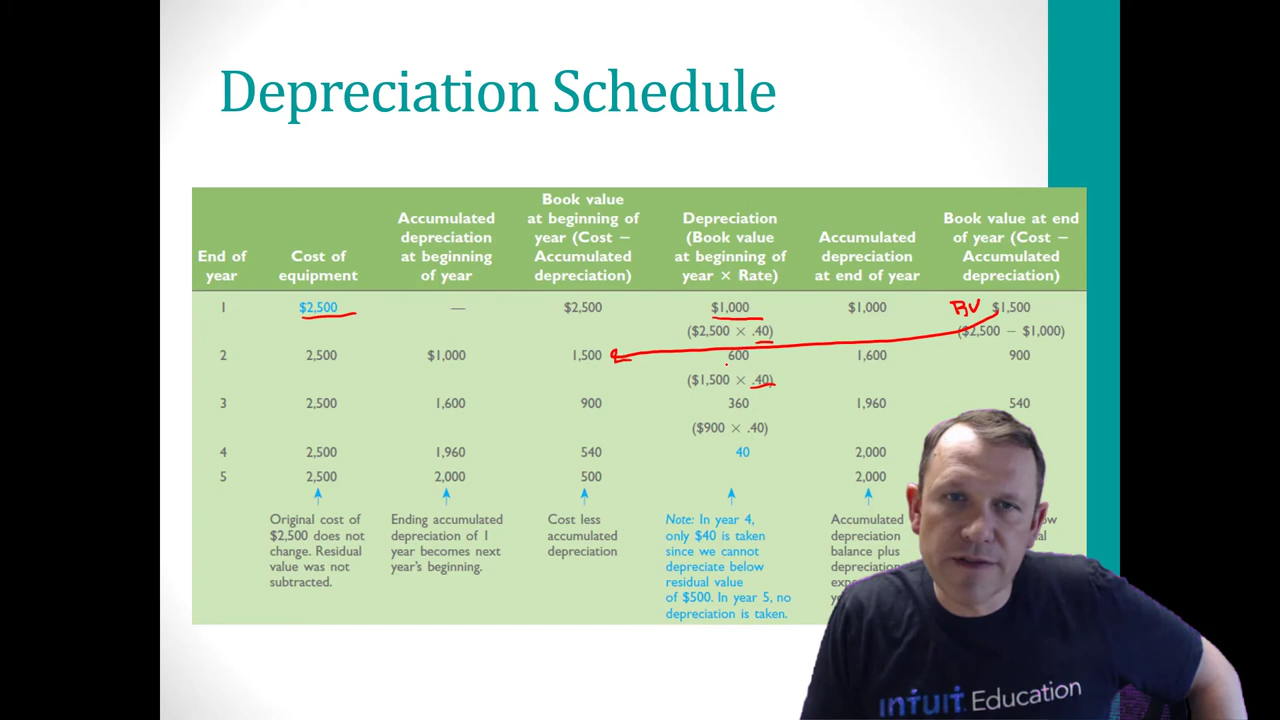 Depreciation Schedule
End of
year
Cost of
equipment
Accumulated
depreciation
at beginning
of year
Book value
at beginning of
year (Cost –
Accumulated
depreciation)
Depreciation
(Book value
at beginning of
year × Rate)
Accumulated
depreciation
at end of year
Book value at end
of year (Cost –
Accumulated
depreciation)
1 $2,500 — $2,500 $1,000 $1,000 BV $1,500
($2,500 × .40) ($2,500 – $1,000)
2 2,500 $1,000 1,500 600 1,600 900
($1,500 × .40)
3 2,500 1,600 900 360 1,960 540
($900 × .40)
4 2,500 1,960 540 40 2,000
5 2,500 2,000 500 2,000
Original cost of
$2,500 does not
change. Residual
value was not
subtracted.
Ending accumulated
depreciation of 1
year becomes next
year's beginning.
Cost less
accumulated
depreciation
Note: In year 4,
only $40 is taken
since we cannot
depreciate below
residual value
of $500. In year 5, no
depreciation is taken.
Accumulated
depreciation
balance plus
intuit Education